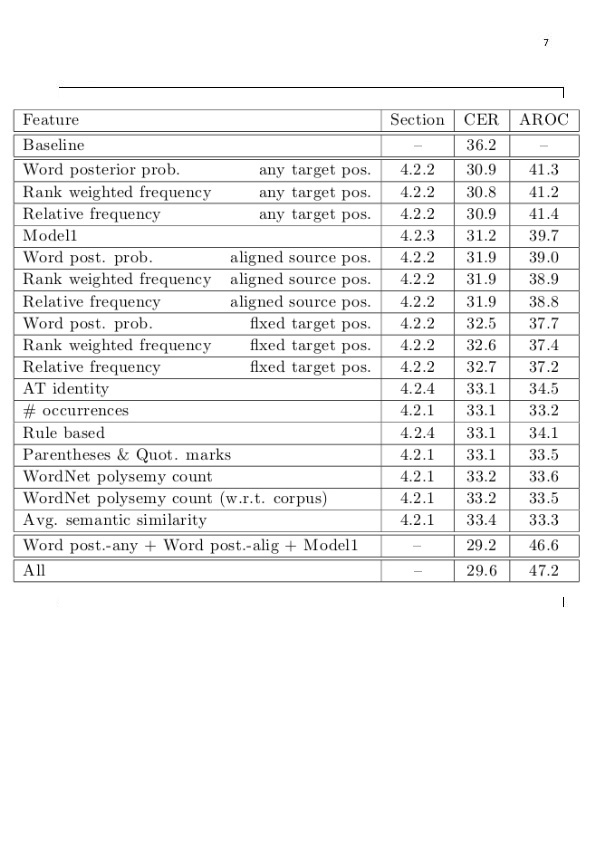 7
Feature Section CER AROC
Baseline – 36.2 –
Word posterior prob. any target pos. 4.2.2 30.9 41.3
Rank weighted frequency any target pos. 4.2.2 30.8 41.2
Relative frequency any target pos. 4.2.2 30.9 41.4
Model1 4.2.3 31.2 39.7
Word post. prob. aligned source pos. 4.2.2 31.9 39.0
Rank weighted frequency aligned source pos. 4.2.2 31.9 38.9
Relative frequency aligned source pos. 4.2.2 31.9 38.8
Word post. prob. fixed target pos. 4.2.2 32.5 37.7
Rank weighted frequency fixed target pos. 4.2.2 32.6 37.4
Relative frequency fixed target pos. 4.2.2 32.7 37.2
AT identity 4.2.4 33.1 34.5
# occurrences 4.2.1 33.1 33.2
Rule based 4.2.4 33.1 34.1
Parentheses & Quot. marks 4.2.1 33.1 33.5
WordNet polysemy count 4.2.1 33.2 33.6
WordNet polysemy count (w.r.t. corpus) 4.2.1 33.2 33.5
Avg. semantic similarity 4.2.1 33.4 33.3
Word post.-any + Word post.-alig + Model1 – 29.2 46.6
All – 29.6 47.2